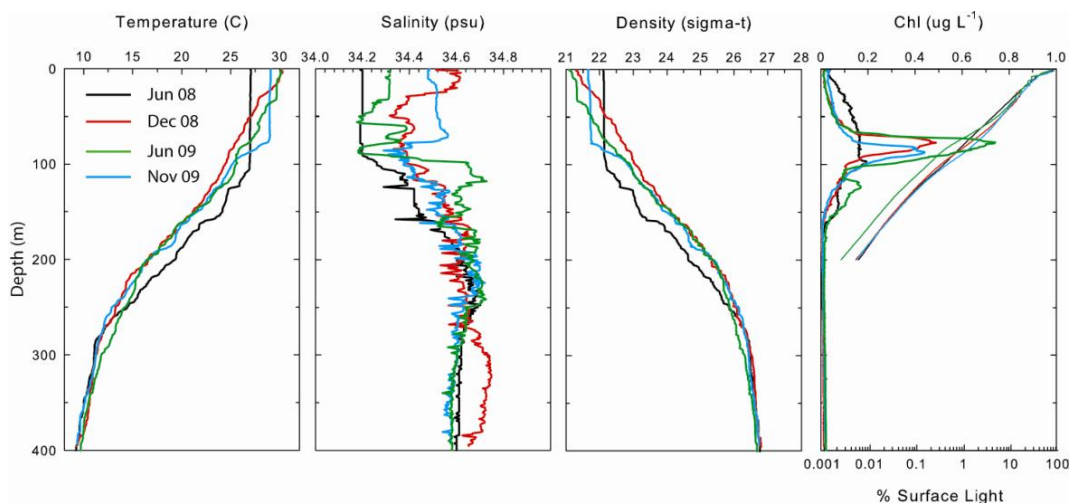 Temperature (C) Salinity (psu) Density (sigma-t) Chl (ug L⁻¹)
10 15 20 25 30 34.0 34.2 34.4 34.6 34.8 21 22 23 24 25 26 27 28 0 0.2 0.4 0.6 0.8 1.0
0
Jun 08
Dec 08
Jun 09
100
Nov 09
Depth (m)
200
300
400
0.001 0.01 0.1 1 10 100
% Surface Light